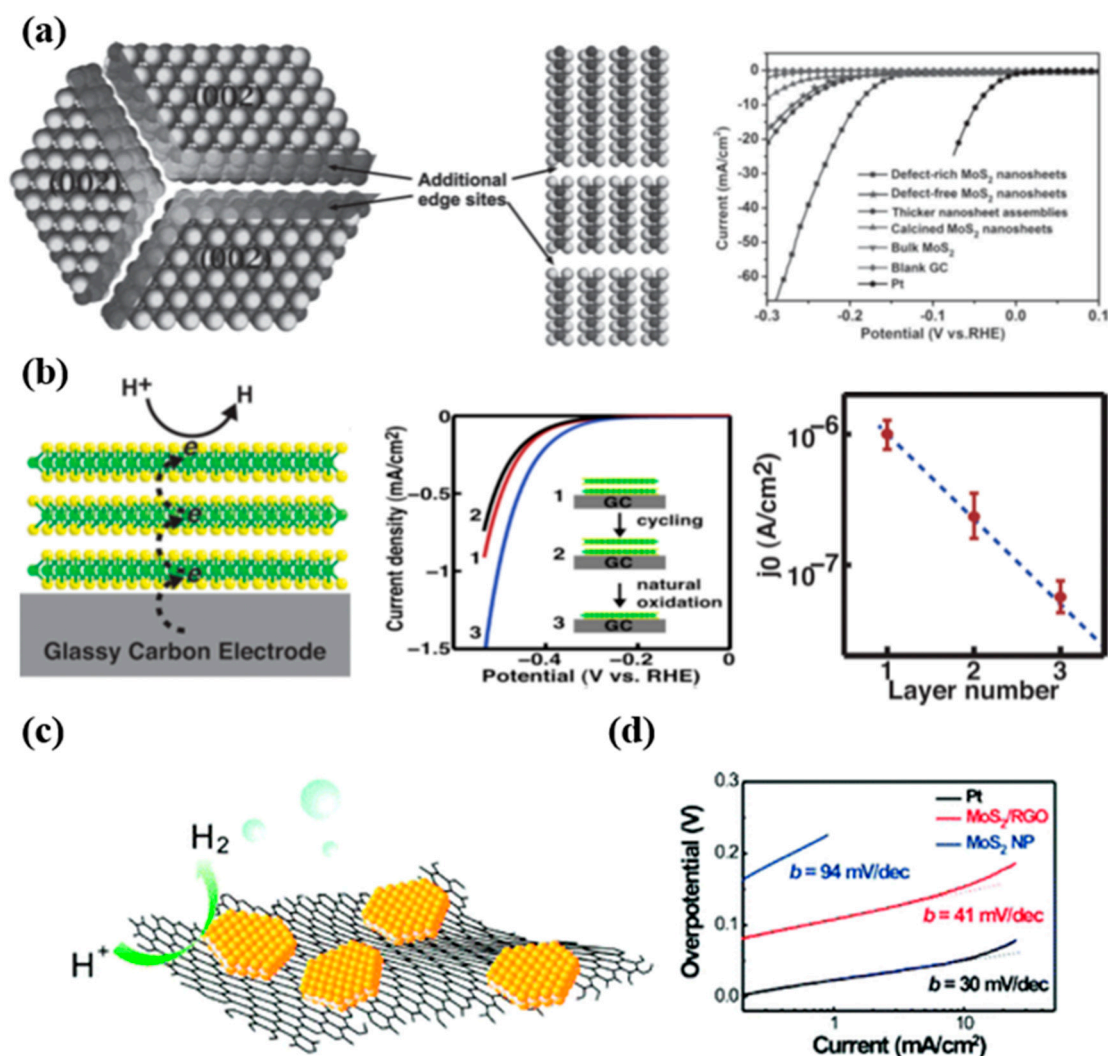 (a)
(002)
(002)
(002)
Additional
edge sites
Current (mA/cm²)
0
-10
-20
-30
-40
-50
-60
Defect-rich MoS₂ nanosheets
Defect-free MoS₂ nanosheets
Thicker nanosheet assemblies
Calcined MoS₂ nanosheets
Bulk MoS₂
Blank GC
Pt
-0.3 -0.2 -0.1 0.0 0.1
Potential (V vs.RHE)
(b)
H⁺ H
e
e
e
Glassy Carbon Electrode
Current density (mA/cm2)
0
−0.5
−1
−1.5
2
1
3
1 GC
cycling
2 GC
natural
oxidation
3 GC
−0.4 −0.2 0
Potential (V vs. RHE)
j0 (A/cm2)
10⁻⁶
10⁻⁷
1 2 3
Layer number
(c)
H₂
H⁺
(d)
Overpotential (V)
0.3
0.2
0.1
0.0
Pt
MoS₂/RGO
MoS₂ NP
b = 94 mV/dec
b = 41 mV/dec
b = 30 mV/dec
1 10
Current (mA/cm²)